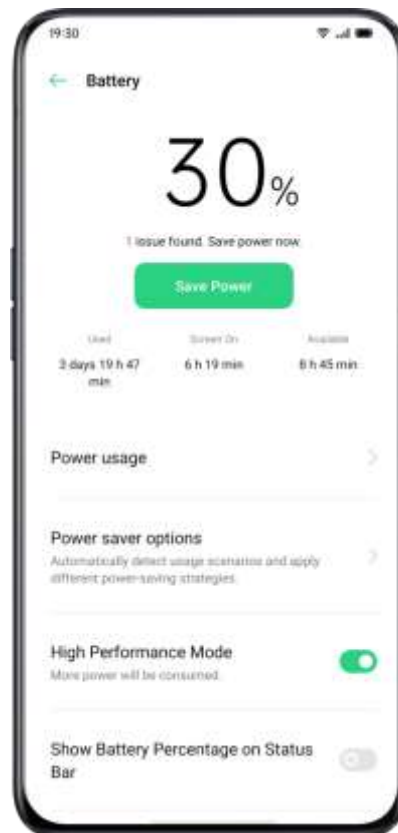 19:30
Battery
30%
1 issue found. Save power now.
Save Power
Used Screen On Available
3 days 19 h 47 6 h 19 min 8 h 45 min
min
Power usage
Power saver options
Automatically detect usage scenarios and apply
different power-saving strategies.
High Performance Mode
More power will be consumed.
Show Battery Percentage on Status
Bar